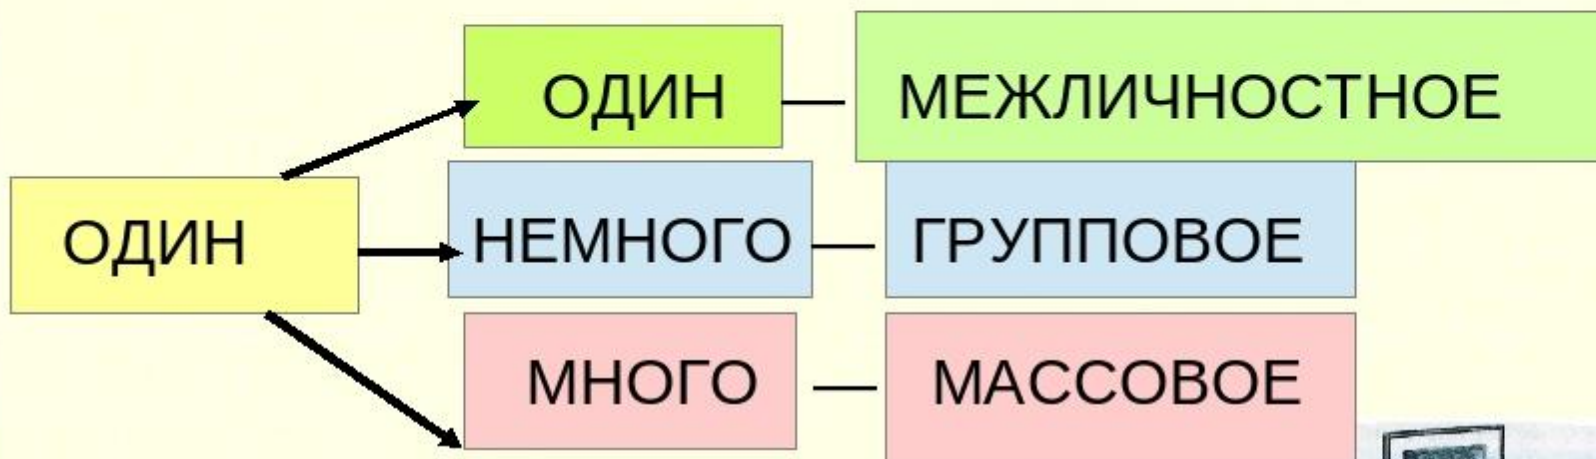 ОДИН — МЕЖЛИЧНОСТНОЕ
ОДИН
НЕМНОГО — ГРУППОВОЕ
МНОГО — МАССОВОЕ